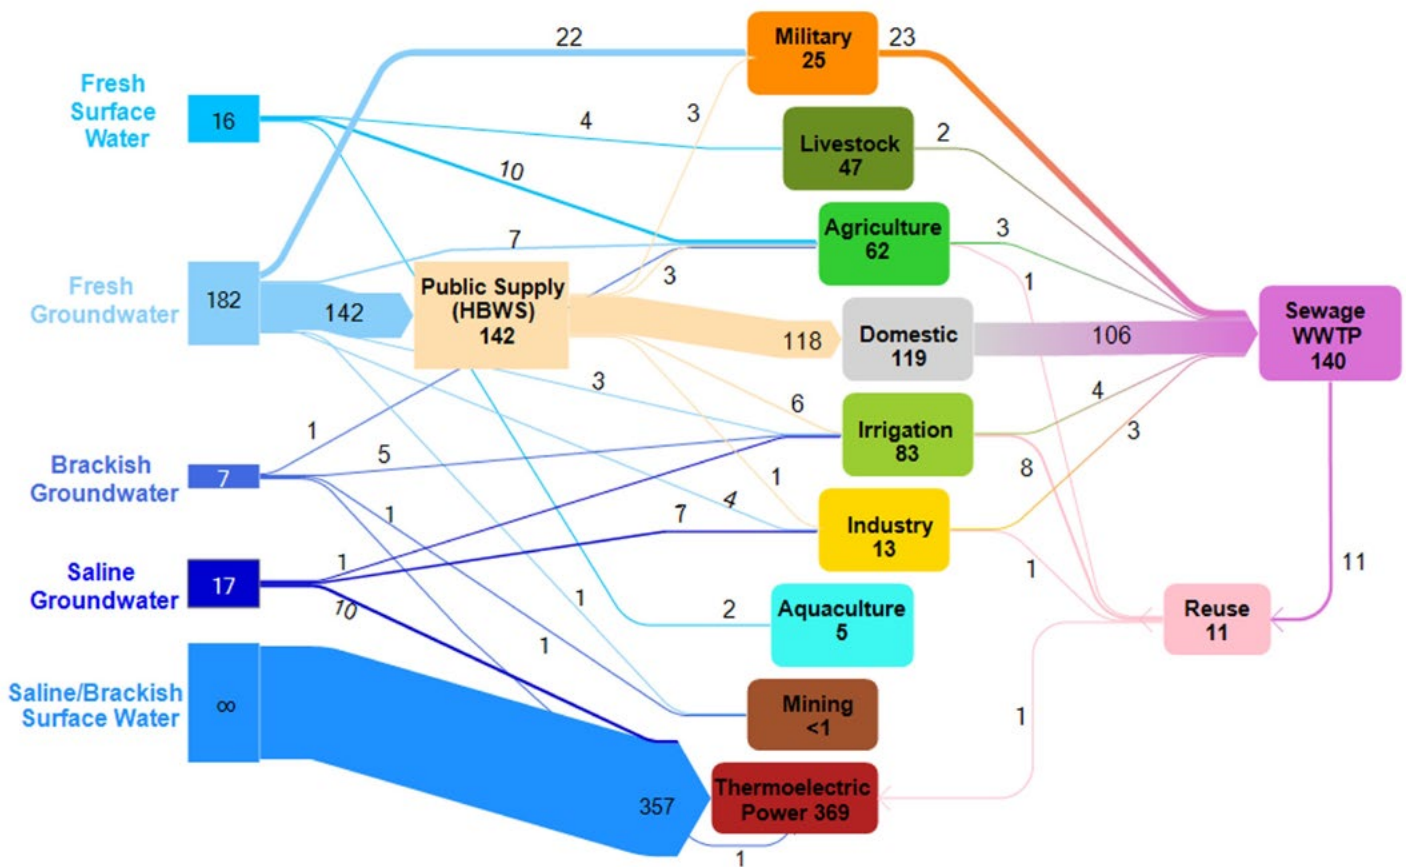 Fresh
Surface
Water
16
Fresh
Groundwater
182
Brackish
Groundwater
7
Saline
Groundwater
17
Saline/Brackish
Surface Water
∞
22
4
10
7
142
1
5
1
1
10
7
3
4
1
1
2
357
1
Public Supply
(HBWS)
142
3
3
118
6
1
Military
25
Livestock
47
Agriculture
62
Domestic
119
Irrigation
83
Industry
13
Aquaculture
5
Mining
<1
Thermoelectric
Power 369
23
2
3
1
106
4
8
3
1
1
Sewage
WWTP
140
11
Reuse
11